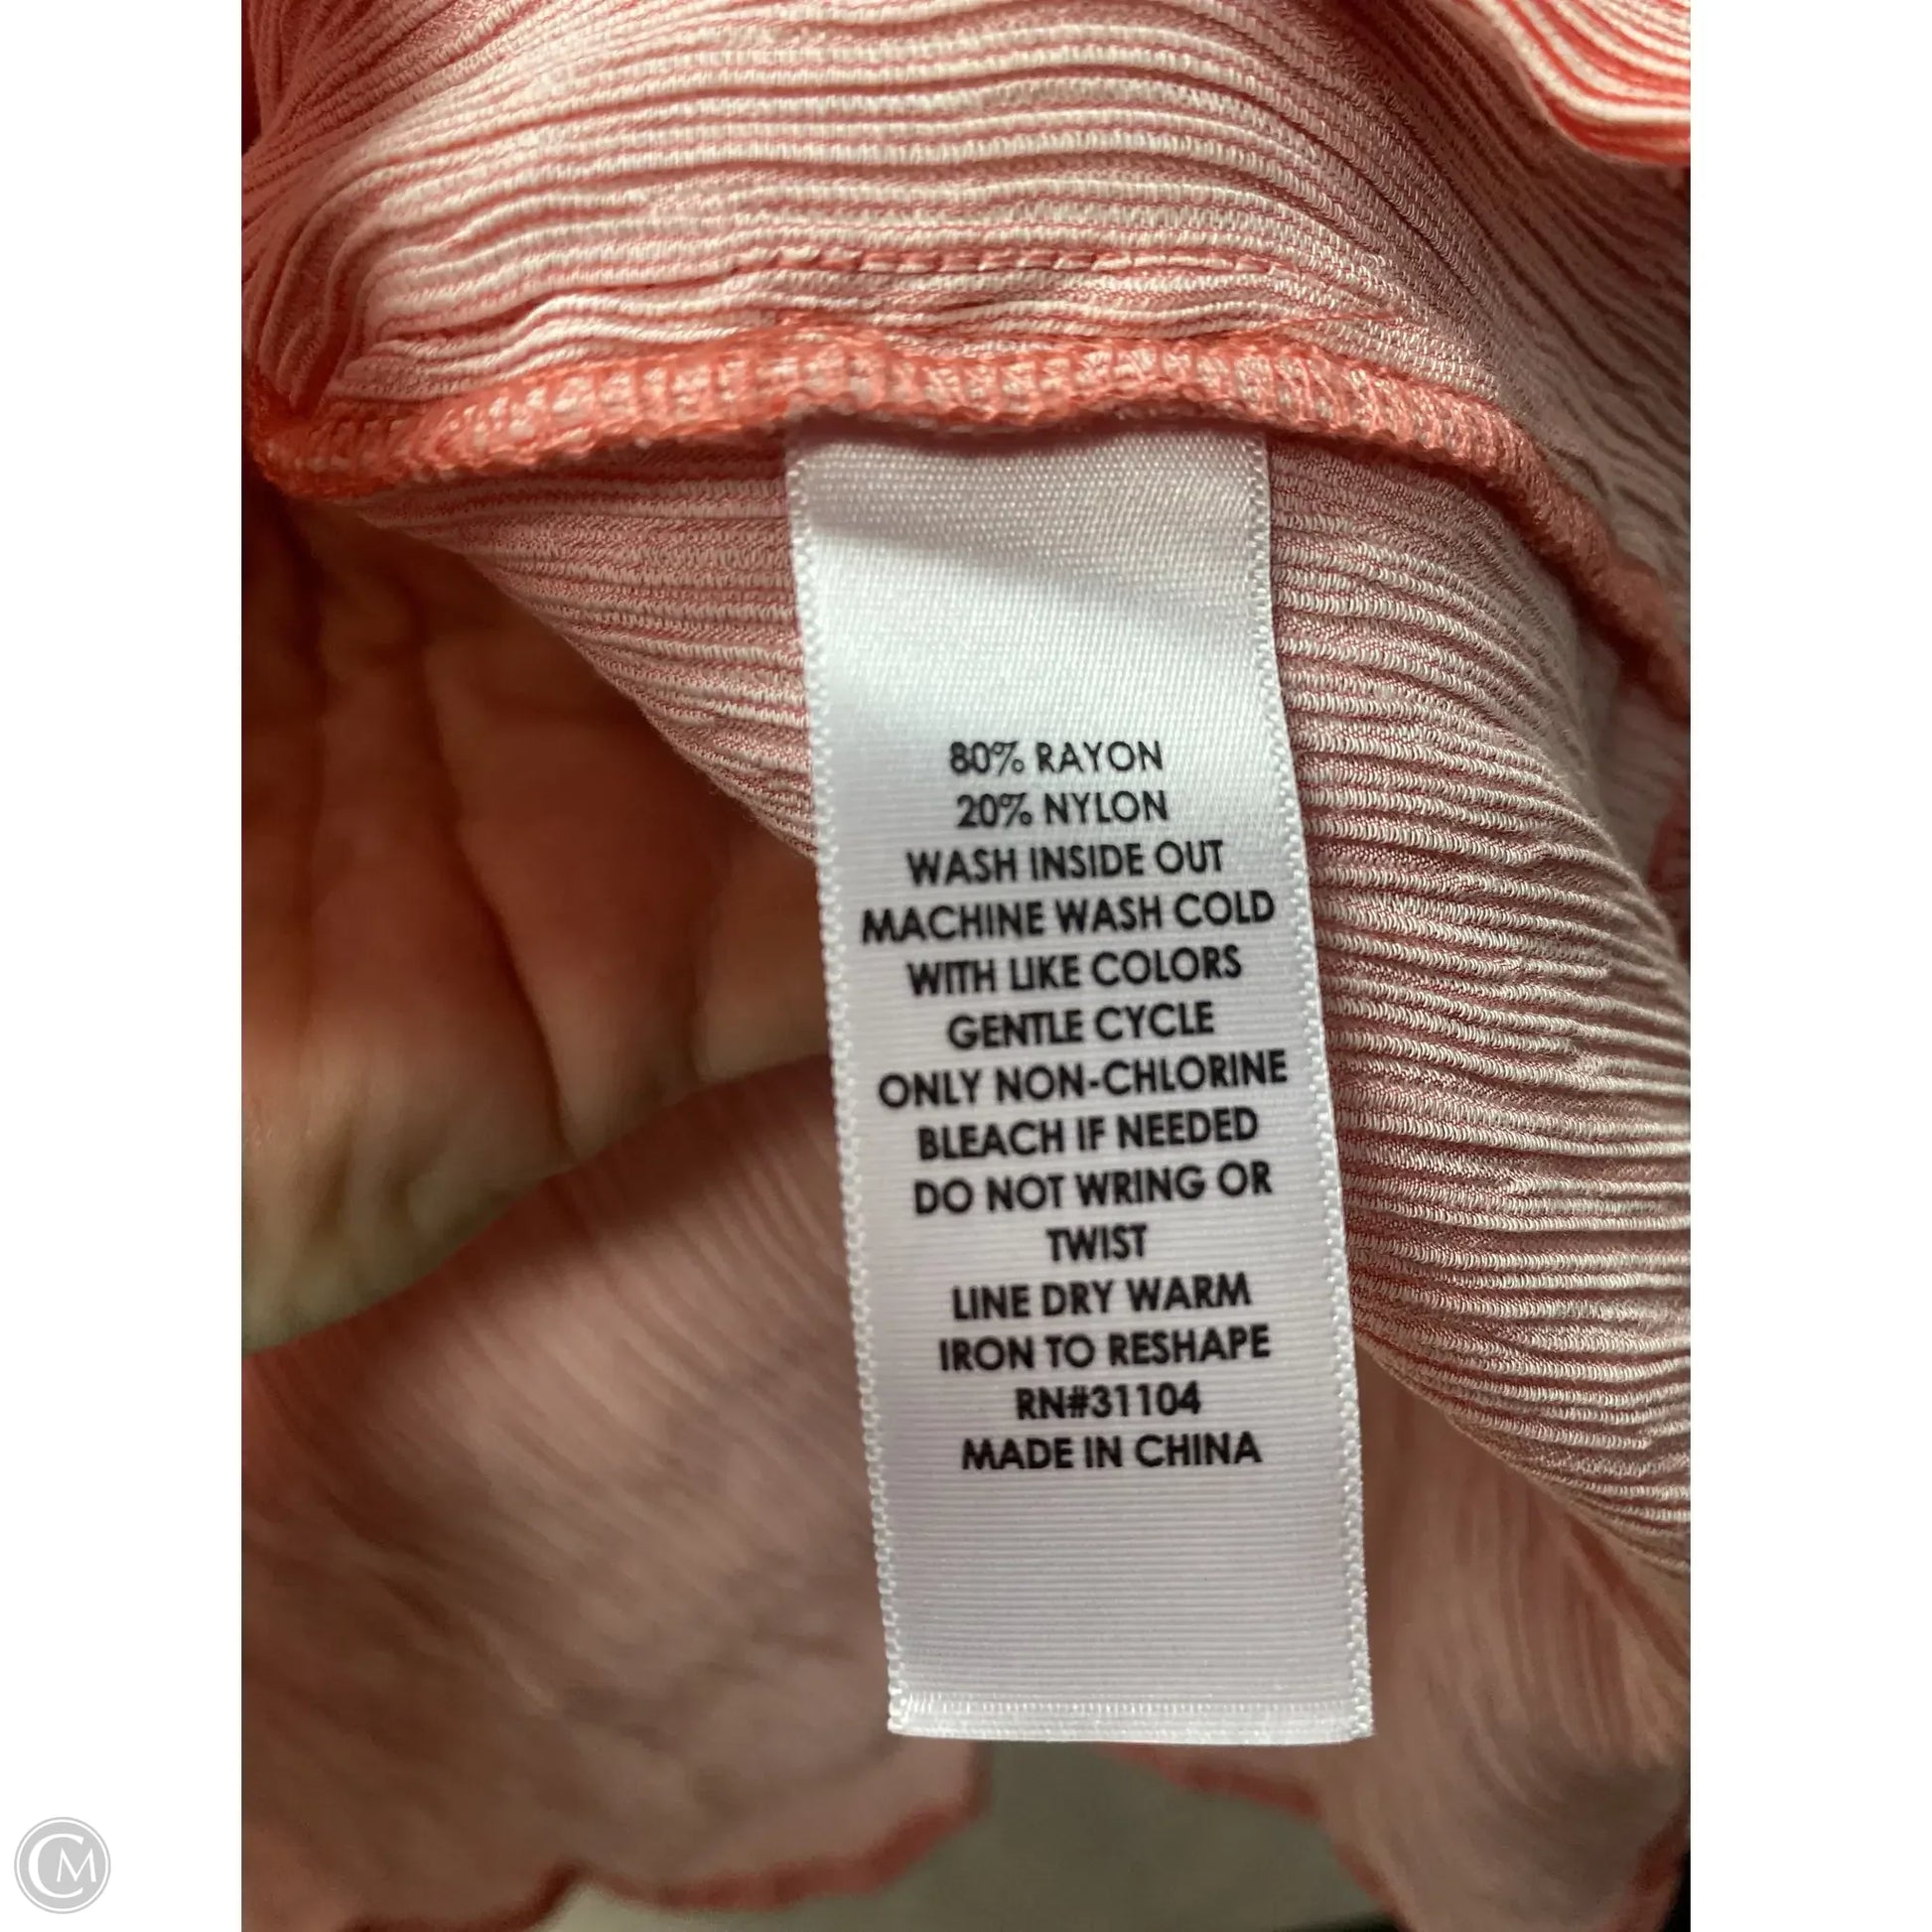 80% RAYON
20% NYLON
WASH INSIDE OUT
MACHINE WASH COLD
WITH LIKE COLORS
GENTLE CYCLE
ONLY NON-CHLORINE
BLEACH IF NEEDED
DO NOT WRING OR
TWIST
LINE DRY WARM
IRON TO RESHAPE
RN#31104
MADE IN CHINA
CM